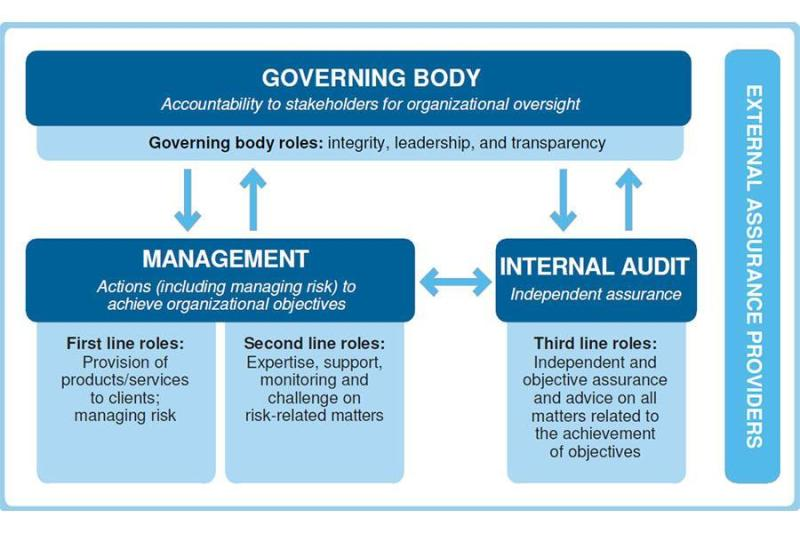 GOVERNING BODY
Accountability to stakeholders for organizational oversight
Governing body roles: integrity, leadership, and transparency
MANAGEMENT
Actions (including managing risk) to
achieve organizational objectives
First line roles:
Provision of
products/services
to clients;
managing risk
Second line roles:
Expertise, support,
monitoring and
challenge on
risk-related matters
INTERNAL AUDIT
Independent assurance
Third line roles:
Independent and
objective assurance
and advice on all
matters related to
the achievement
of objectives
EXTERNAL ASSURANCE PROVIDERS